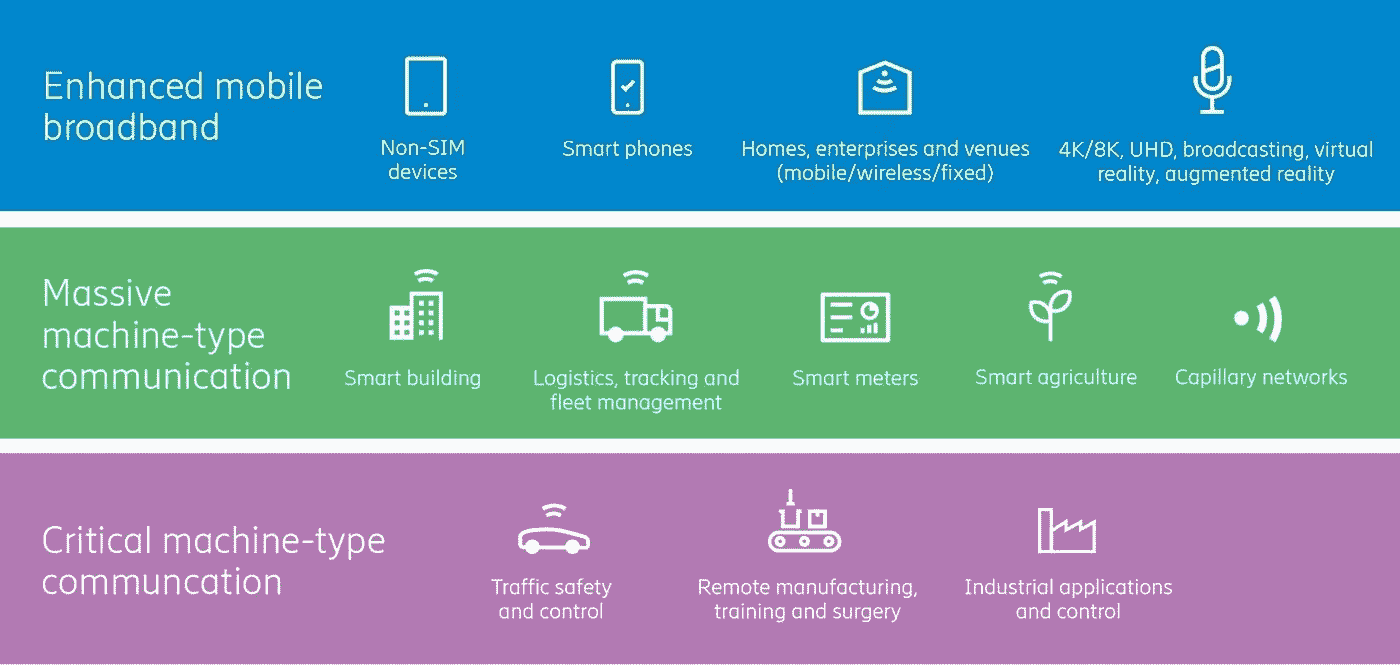 Enhanced mobile
broadband
Non-SIM
devices
Smart phones
Homes, enterprises and venues
(mobile/wireless/fixed)
4K/8K, UHD, broadcasting, virtual
reality, augmented reality
Massive
machine-type
communication
Smart building
Logistics, tracking and
fleet management
Smart meters
Smart agriculture
Capillary networks
Critical machine-type
communcation
Traffic safety
and control
Remote manufacturing,
training and surgery
Industrial applications
and control